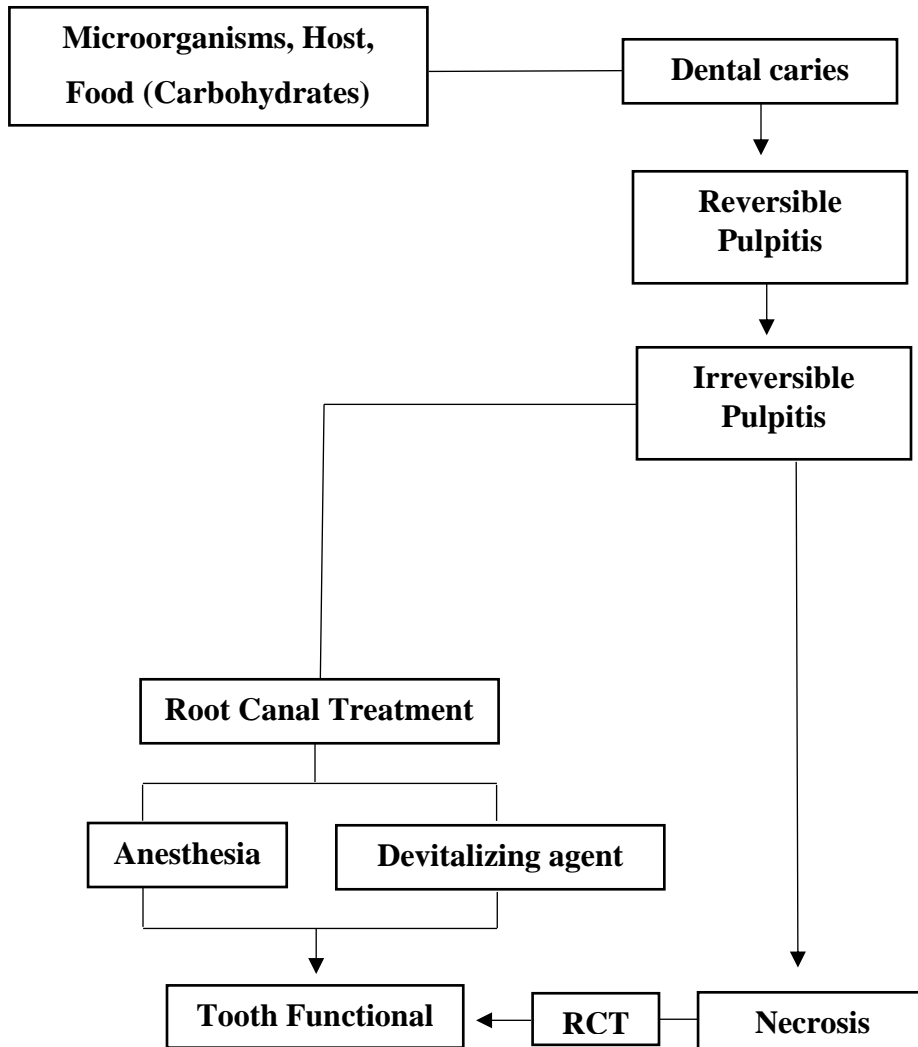 Microorganisms, Host,
Food (Carbohydrates)
Dental caries
Reversible
Pulpitis
Irreversible
Pulpitis
Root Canal Treatment
Anesthesia
Devitalizing agent
Tooth Functional
RCT
Necrosis